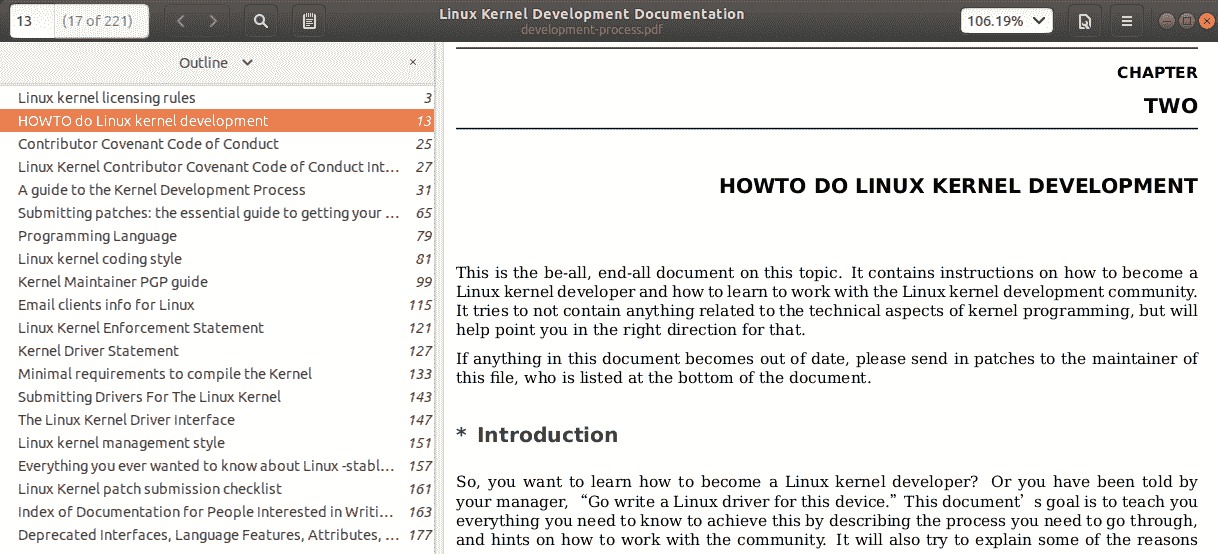 13 (17 of 221)
Linux Kernel Development Documentation
development-process.pdf
106.19%
Outline ×
Linux kernel licensing rules 3
HOWTO do Linux kernel development 13
Contributor Covenant Code of Conduct 25
Linux Kernel Contributor Covenant Code of Conduct Int... 27
A guide to the Kernel Development Process 31
Submitting patches: the essential guide to getting your ... 65
Programming Language 79
Linux kernel coding style 81
Kernel Maintainer PGP guide 99
Email clients info for Linux 115
Linux Kernel Enforcement Statement 121
Kernel Driver Statement 127
Minimal requirements to compile the Kernel 133
Submitting Drivers For The Linux Kernel 143
The Linux Kernel Driver Interface 147
Linux kernel management style 151
Everything you ever wanted to know about Linux -stabl... 157
Linux Kernel patch submission checklist 161
Index of Documentation for People Interested in Writi... 163
Deprecated Interfaces, Language Features, Attributes, ... 177
CHAPTER
TWO
HOWTO DO LINUX KERNEL DEVELOPMENT
This is the be-all, end-all document on this topic. It contains instructions on how to become a
Linux kernel developer and how to learn to work with the Linux kernel development community.
It tries to not contain anything related to the technical aspects of kernel programming, but will
help point you in the right direction for that.
If anything in this document becomes out of date, please send in patches to the maintainer of
this file, who is listed at the bottom of the document.
* Introduction
So, you want to learn how to become a Linux kernel developer? Or you have been told by
your manager, “Go write a Linux driver for this device.” This document’ s goal is to teach you
everything you need to know to achieve this by describing the process you need to go through,
and hints on how to work with the community. It will also try to explain some of the reasons